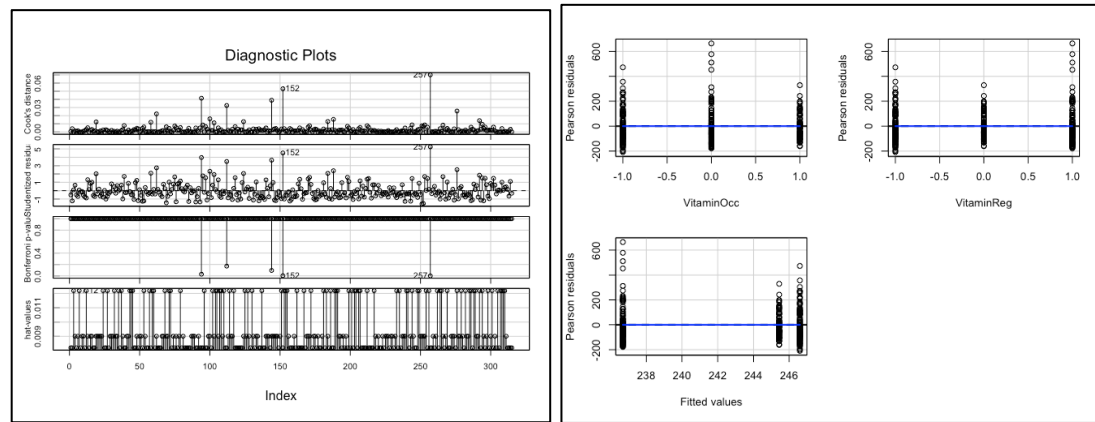 Diagnostic Plots
Cook's distance
0.00 0.03 0.06
152
257
Studentized residu
-1 1 3 5
152
257
Bonferroni p-valu
0.0 0.4 0.8
152
257
hat-values
0.009 0.011
0 50 100 150 200 250 300
Index
Pearson residuals
-200 0 200 600
-1.0 -0.5 0.0 0.5 1.0
VitaminOcc
Pearson residuals
-200 0 200 600
-1.0 -0.5 0.0 0.5 1.0
VitaminReg
Pearson residuals
-200 0 200 600
238 240 242 244 246
Fitted values